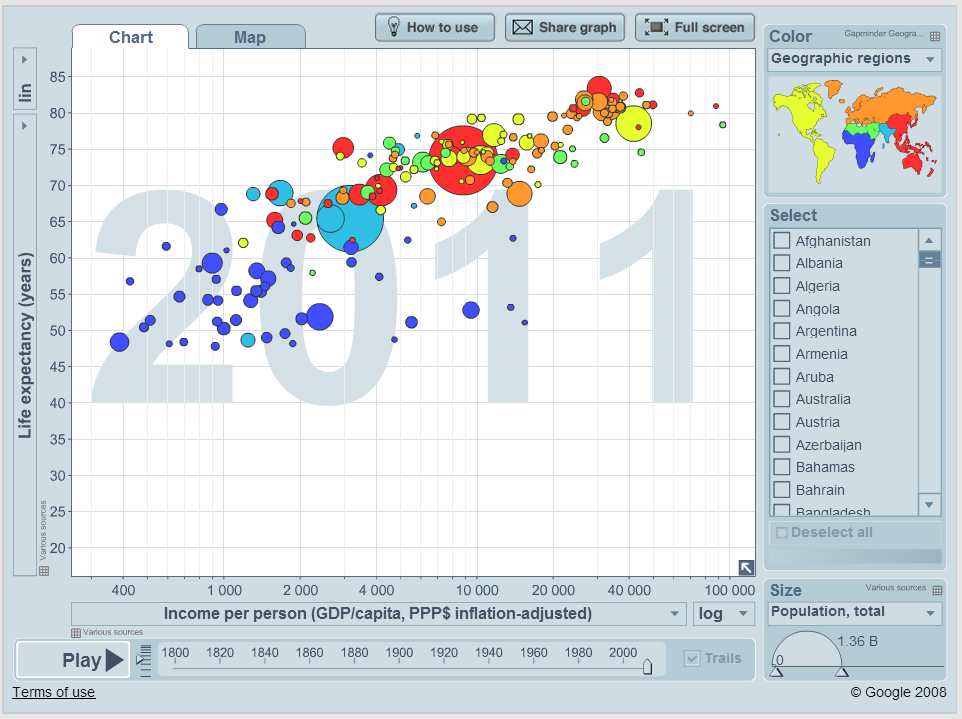 Chart
Map
How to use
Share graph
Full screen
Color
Gapminder Geogra...
Geographic regions
lin
Life expectancy (years)
Various sources
85
80
75
70
65
60
55
50
45
40
35
30
25
20
2011
400
1 000
2 000
4 000
10 000
20 000
40 000
100 000
Income per person (GDP/capita, PPP$ inflation-adjusted)
log
Various sources
Select
Afghanistan
Albania
Algeria
Angola
Argentina
Armenia
Aruba
Australia
Austria
Azerbaijan
Bahamas
Bahrain
Bangladesh
Deselect all
Size
Various sources
Population, total
1.36 B
0
Play
1800 1820 1840 1860 1880 1900 1920 1940 1960 1980 2000
Trails
Terms of use
© Google 2008